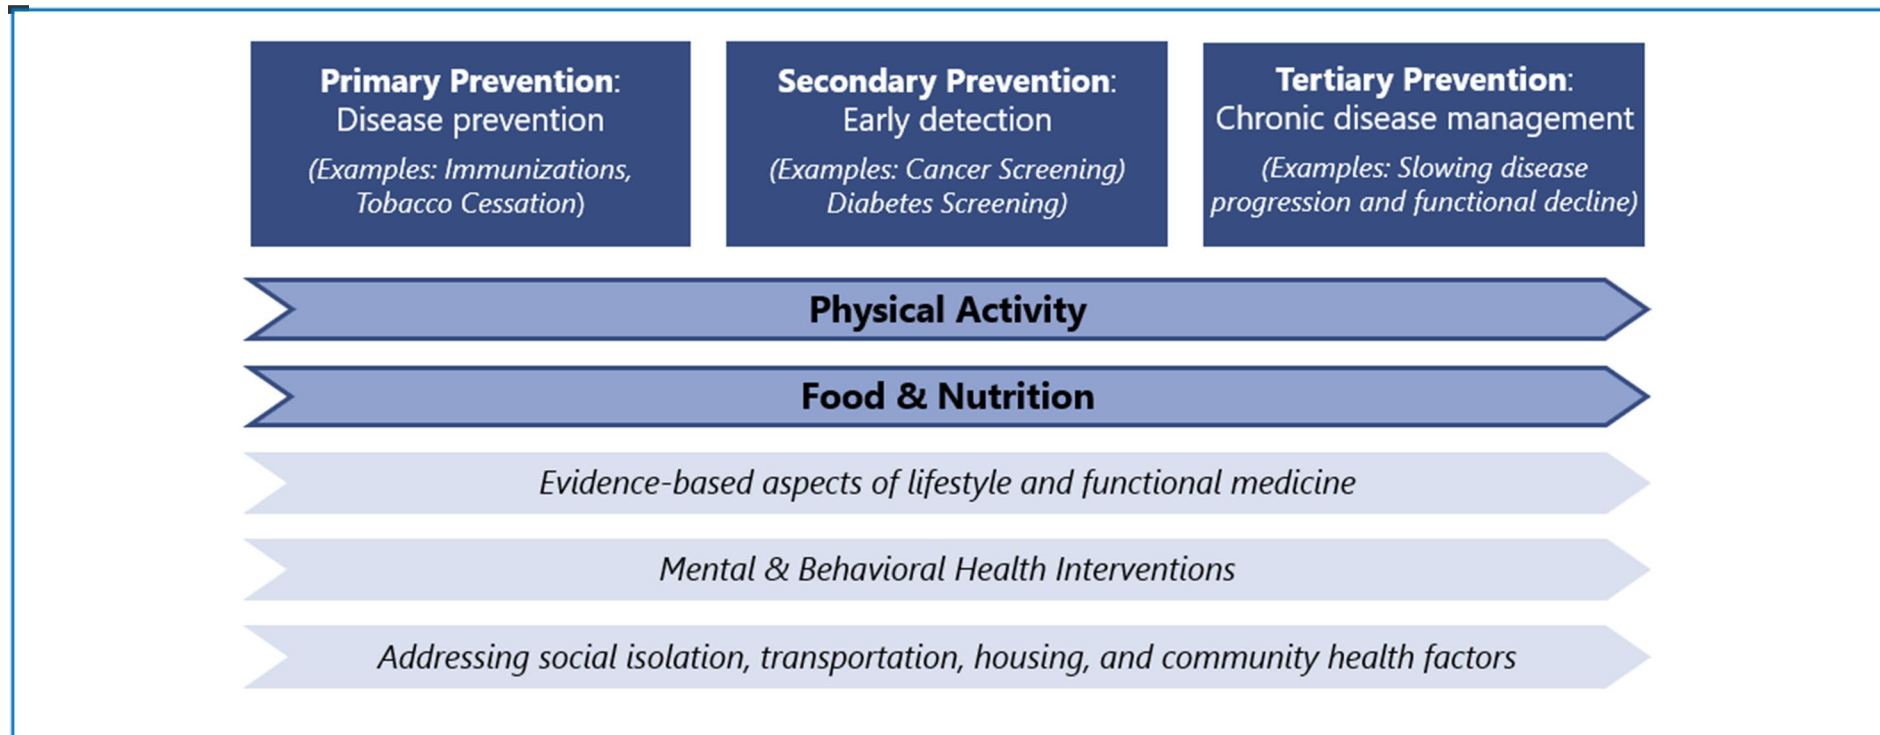 Primary Prevention:
Disease prevention
(Examples: Immunizations,
Tobacco Cessation)
Secondary Prevention:
Early detection
(Examples: Cancer Screening)
Diabetes Screening)
Tertiary Prevention:
Chronic disease management
(Examples: Slowing disease
progression and functional decline)
Physical Activity
Food & Nutrition
Evidence-based aspects of lifestyle and functional medicine
Mental & Behavioral Health Interventions
Addressing social isolation, transportation, housing, and community health factors